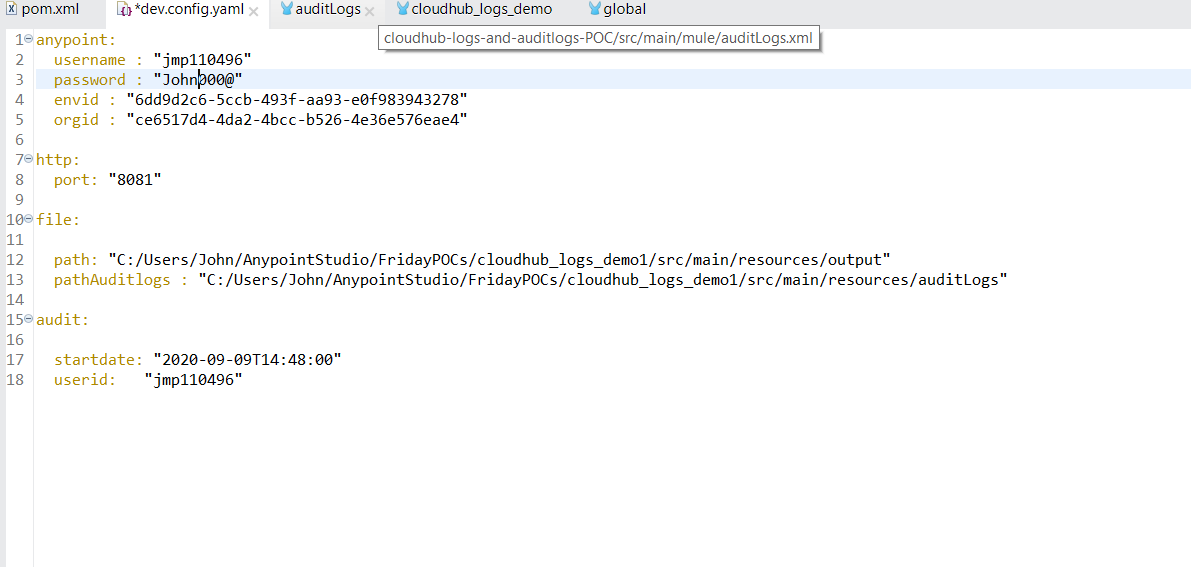 pom.xml *dev.config.yaml auditLogs cloudhub_logs_demo global
cloudhub-logs-and-auditlogs-POC/src/main/mule/auditLogs.xml
1 anypoint:
2 username : "jmp110496"
3 password : "John000@"
4 envid : "6dd9d2c6-5ccb-493f-aa93-e0f983943278"
5 orgid : "ce6517d4-4da2-4bcc-b526-4e36e576eae4"
6
7 http:
8 port: "8081"
9
10 file:
11
12 path: "C:/Users/John/AnypointStudio/FridayPOCs/cloudhub_logs_demo1/src/main/resources/output"
13 pathAuditlogs : "C:/Users/John/AnypointStudio/FridayPOCs/cloudhub_logs_demo1/src/main/resources/auditLogs"
14
15 audit:
16
17 startdate: "2020-09-09T14:48:00"
18 userid: "jmp110496"